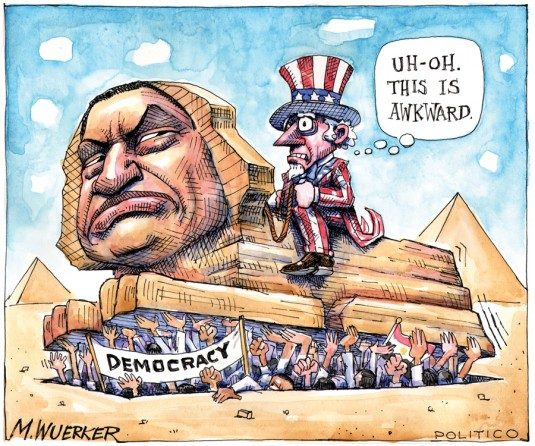 UH-OH.
THIS IS
AWKWARD.
DEMOCRACY
M.WUERKER
POLITICO